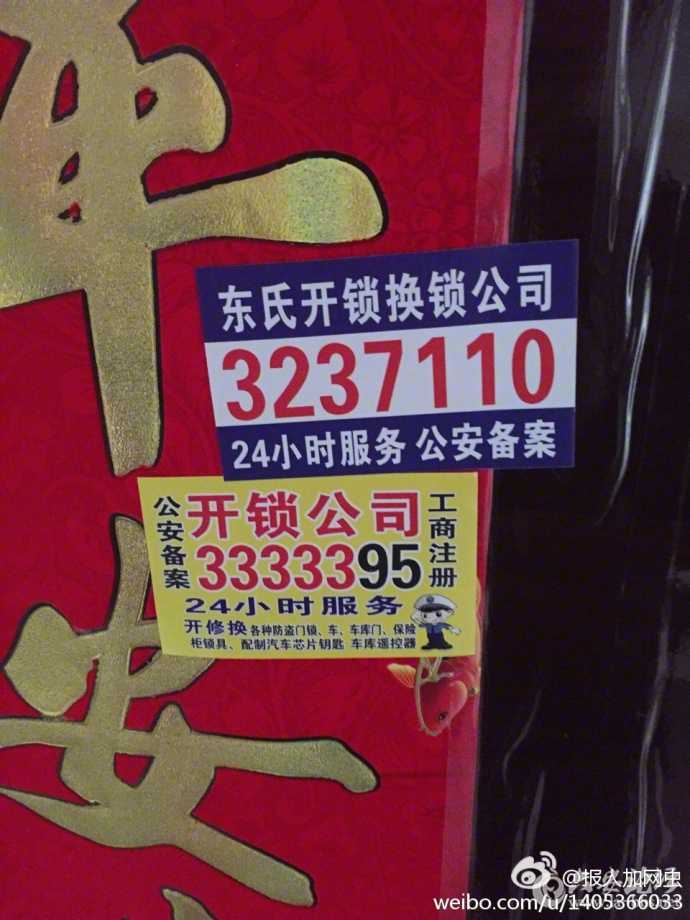 平
安
东氏开锁换锁公司
3237110
24小时服务 公安备案
公安备案
开锁公司
3333395
工商注册
24小时服务
开修换 各种防盗门锁、车、车库门、保险
柜锁具、配制汽车芯片钥匙 车库遥控器
@报人加网虫
weibo.com/u/1405366033